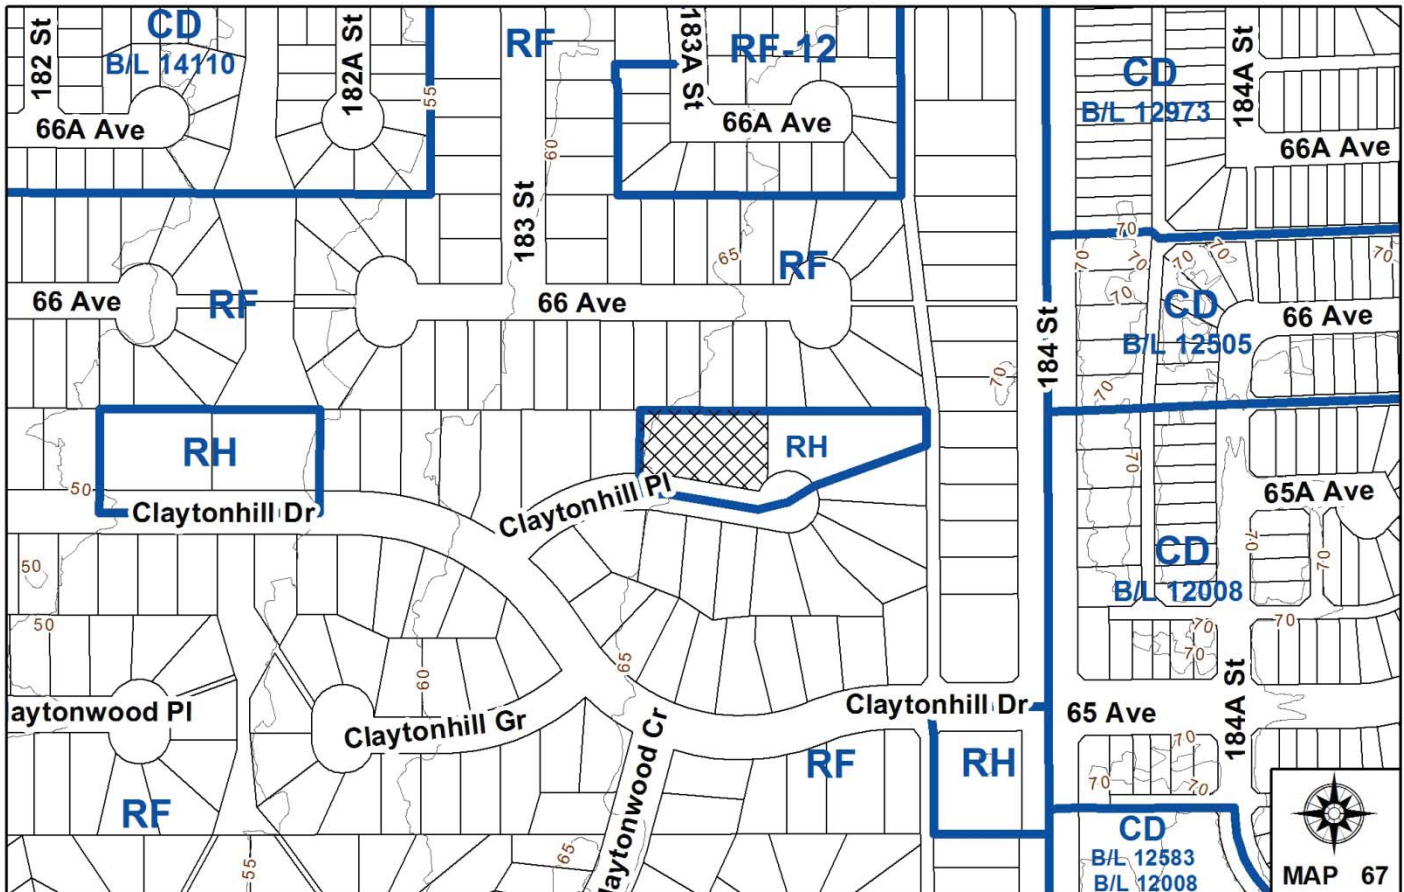 182 St
CD
B/L 14110
182A St
55
RF
183A St
RF-12
184A St
CD
B/L 12973
66A Ave
60
66A Ave
66A Ave
183 St
70
65
RF
70
70
70
70
70
70
66 Ave
RF
66 Ave
CD
B/L 12505
66 Ave
184 St
70
70
RH
RH
70
50
Claytonhill Dr
Claytonhill Pl
65A Ave
50
CD
B/L 12008
70
70
50
70
70
70
60
65
184A St
aytonwood Pl
Claytonhill Gr
Claytonhill Dr
65 Ave
laytonwood Cr
RF
RH
70
70
70
RF
55
65
CD
B/L 12583
B/L 12008
MAP 67